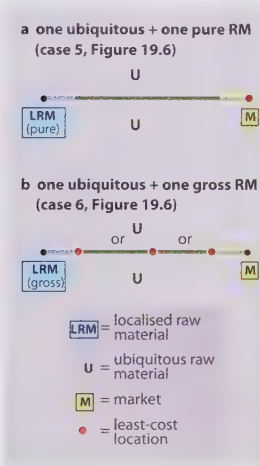 a one ubiquitous + one pure RM
(case 5, Figure 19.6)
U
LRM
(pure)
U
M
b one ubiquitous + one gross RM
(case 6, Figure 19.6)
U
or or
LRM
(gross)
U
M
LRM = localised raw
material
U = ubiquitous raw
material
M = market
= least-cost
location